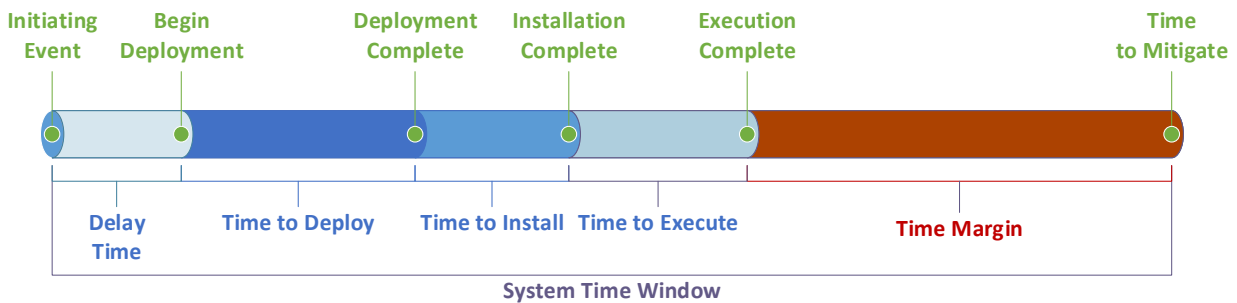 Initiating
Event
Begin
Deployment
Deployment
Complete
Installation
Complete
Execution
Complete
Time
to Mitigate
Delay
Time
Time to Deploy
Time to Install
Time to Execute
Time Margin
System Time Window